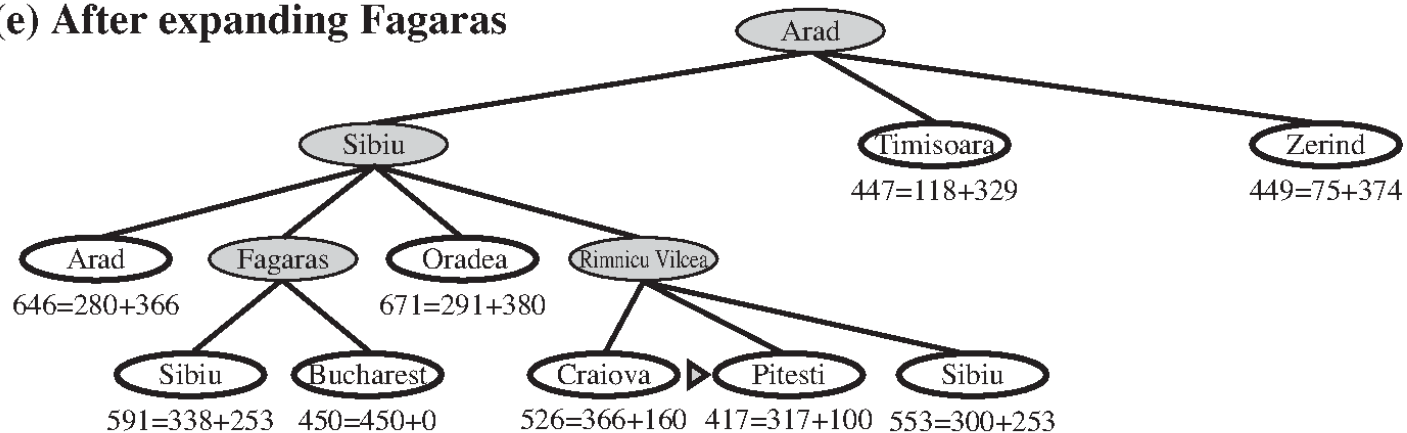 (e) After expanding Fagaras
Arad
Sibiu
Timisoara
Zerind
447=118+329
449=75+374
Arad
Fagaras
Oradea
Rimnicu Vilcea
646=280+366
671=291+380
Sibiu
Bucharest
Craiova
Pitesti
Sibiu
591=338+253
450=450+0
526=366+160
417=317+100
553=300+253